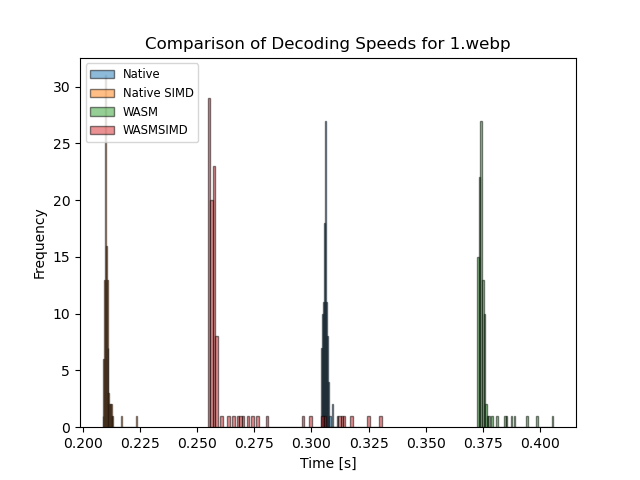 Comparison of Decoding Speeds for 1.webp
Native
Native SIMD
WASM
WASMSIMD
Frequency
30
25
20
15
10
5
0
0.200 0.225 0.250 0.275 0.300 0.325 0.350 0.375 0.400
Time [s]